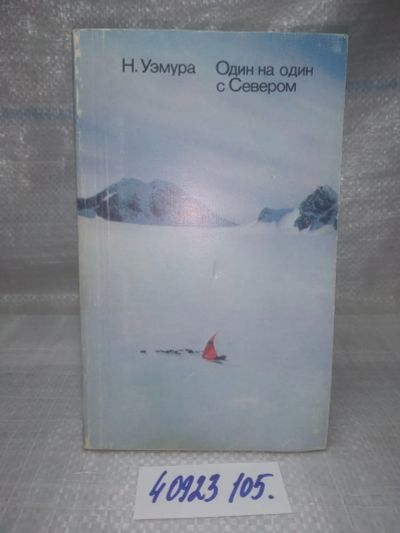 Н. Уэмура Один на один
с Севером
40923 105.